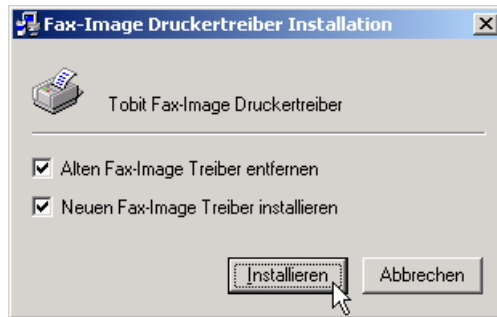 Fax-Image Druckertreiber Installation
Tobit Fax-Image Druckertreiber
Alten Fax-Image Treiber entfernen
Neuen Fax-Image Treiber installieren
Installieren Abbrechen